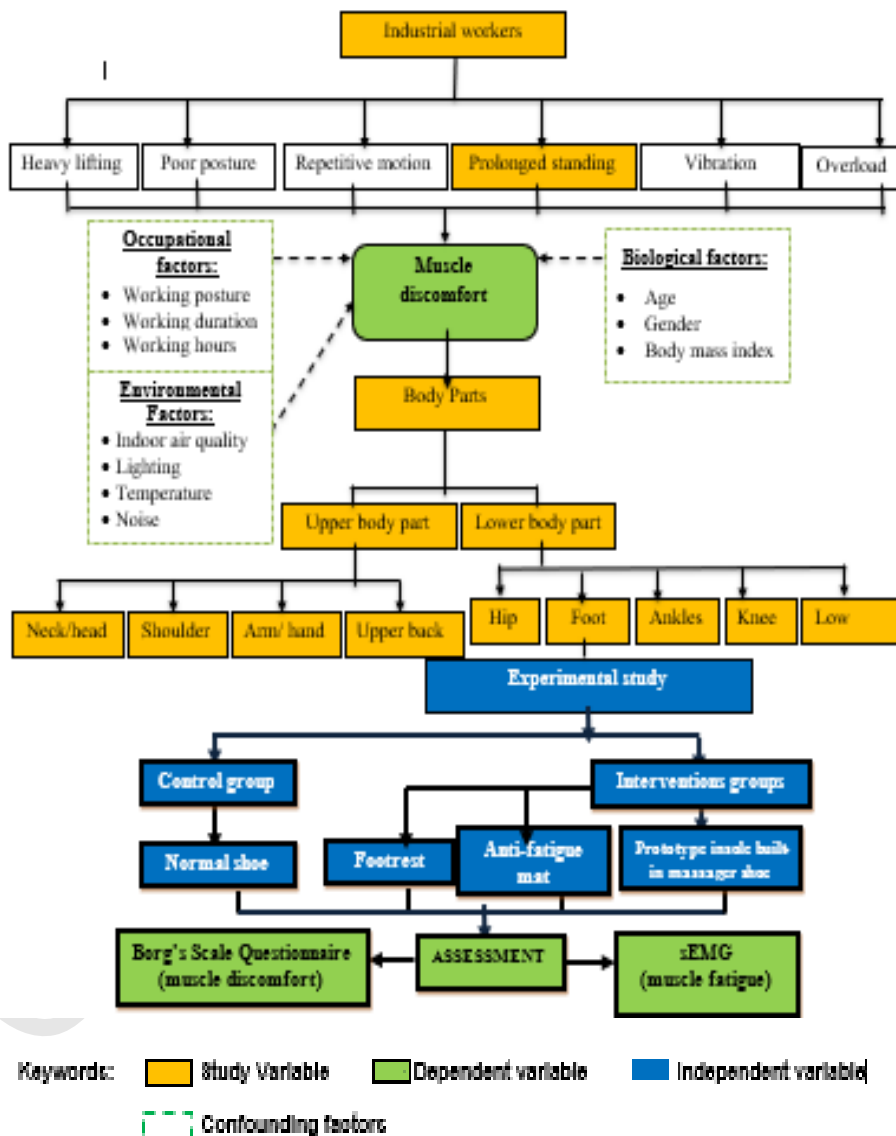 Industrial workers
Heavy lifting
Poor posture
Repetitive motion
Prolonged standing
Vibration
Overload
Occupational
factors:
• Working posture
• Working duration
• Working hours
Environmental
Factors:
• Indoor air quality
• Lighting
• Temperature
• Noise
Muscle
discomfort
Biological factors:
• Age
• Gender
• Body mass index
Body Parts
Upper body part
Lower body part
Neck/head
Shoulder
Arm/ hand
Upper back
Hip
Foot
Ankles
Knee
Low
Experimental study
Control group
Interventions groups
Normal shoe
Footrest
Anti-fatigue
mat
Prototype insole built-
in massager shoe
Borg's Scale Questionnaire
(muscle discomfort)
ASSESSMENT
sEMG
(muscle fatigue)
Keywords:
Study Variable
Dependent variable
Independent variable
Confounding factors